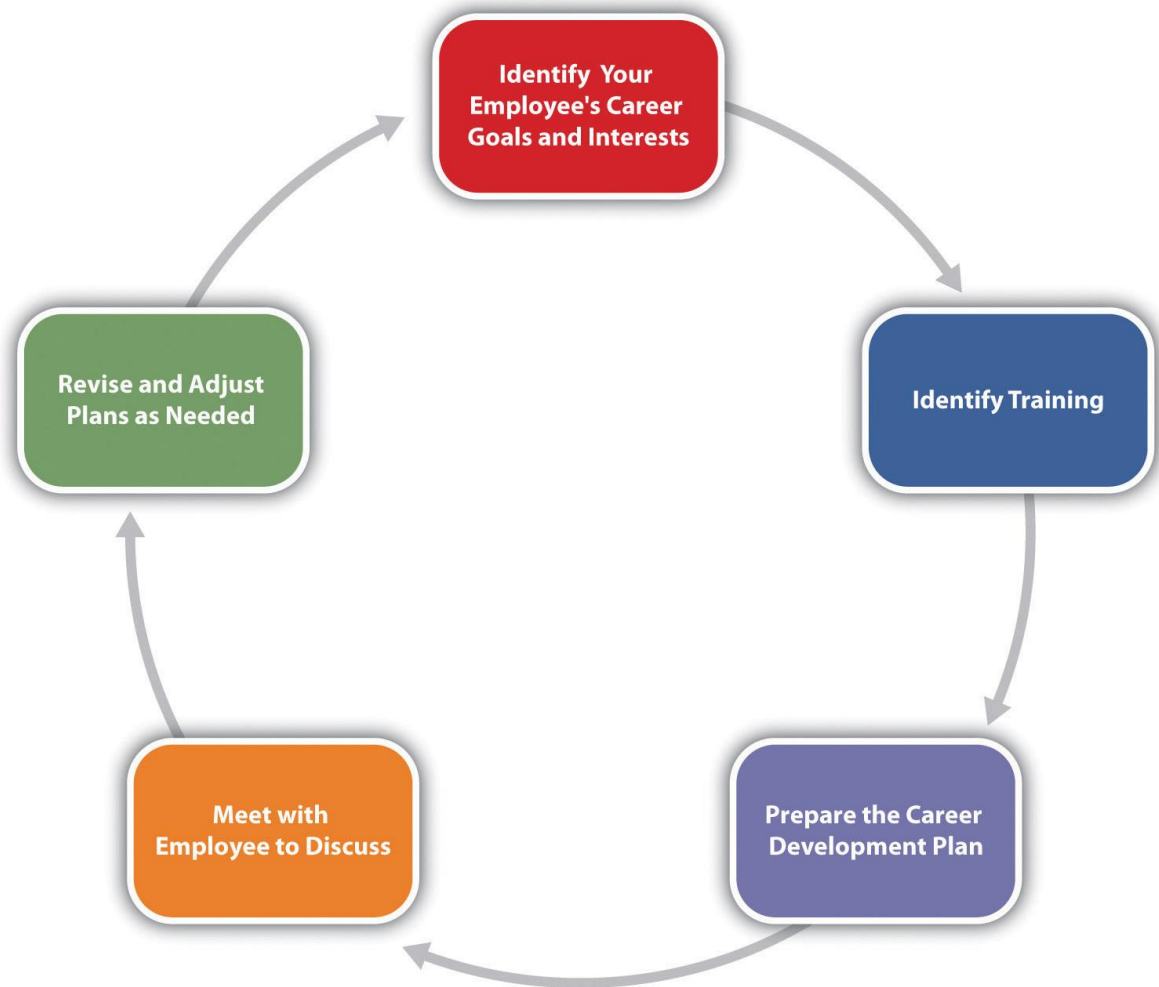 Identify Your
Employee's Career
Goals and Interests
Identify Training
Prepare the Career
Development Plan
Meet with
Employee to Discuss
Revise and Adjust
Plans as Needed